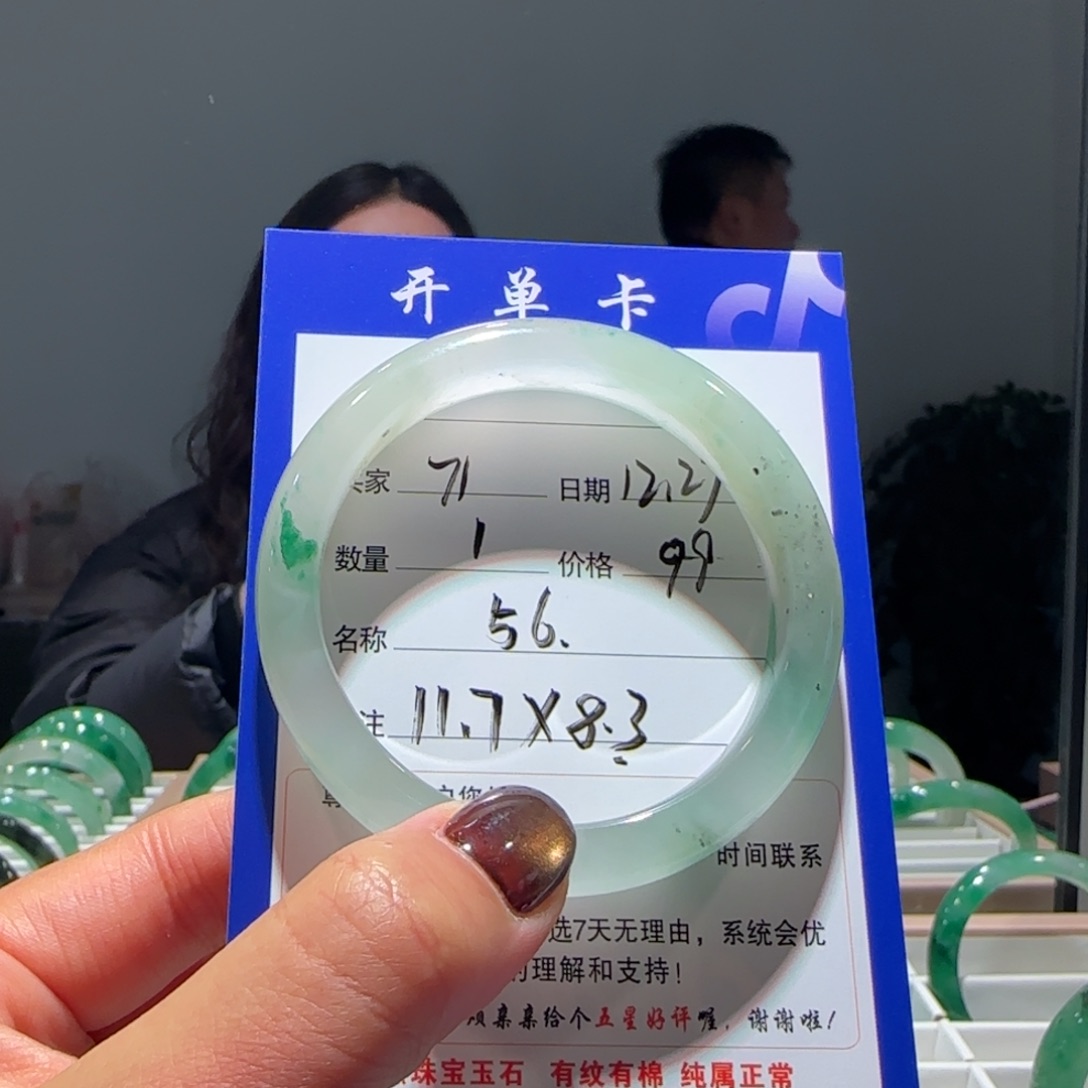 开单卡
家 71 日期 12.27
数量 1 价格 99
名称 56.
注 11.7X8.3
时间联系
选7天无理由，系统会优
的理解和支持！
亲亲给个五星好评喔，谢谢啦！
珠宝玉石 有纹有棉 纯属正常